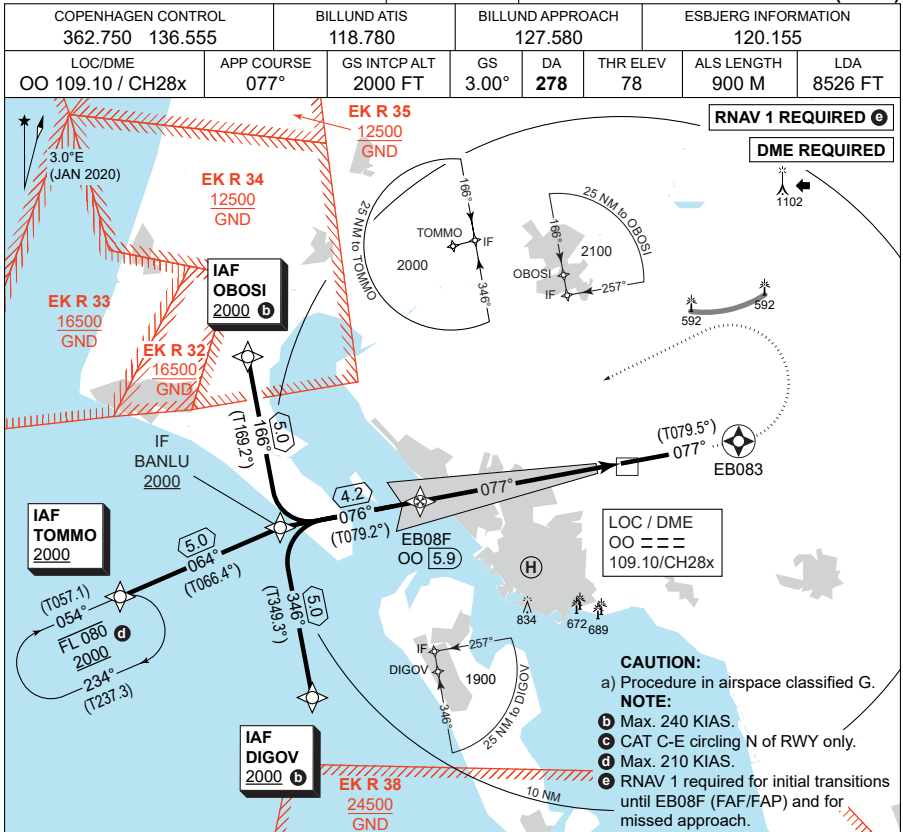 COPENHAGEN CONTROL
362.750 136.555
BILLUND ATIS
118.780
BILLUND APPROACH
127.580
ESBJERG INFORMATION
120.155
LOC/DME
OO 109.10 / CH28x
APP COURSE
077°
GS INTCP ALT
2000 FT
GS
3.00°
DA
278
THR ELEV
78
ALS LENGTH
900 M
LDA
8526 FT
RNAV 1 REQUIRED e
DME REQUIRED
3.0°E
(JAN 2020)
EK R 35
12500
GND
EK R 34
12500
GND
EK R 33
16500
GND
EK R 32
16500
GND
25 NM to TOMMO
166°
TOMMO
IF
2000
346°
25 NM to OBOSI
166°
2100
OBOSI
IF
257°
1102
592
592
IAF
OBOSI
2000 b
5.0
166°
(T169.2°)
IF
BANLU
2000
IAF
TOMMO
2000
5.0
064°
(T066.4°)
(T057.1)
054°
FL 080 d
2000
234°
(T237.3)
4.2
076°
(T079.2°)
077°
EB08F
OO 5.9
(T079.5°)
077°
EB083
5.0
346°
(T349.3°)
LOC / DME
OO
109.10/CH28x
H
834
672
689
IF
257°
DIGOV
1900
346°
25 NM to DIGOV
IAF
DIGOV
2000 b
EK R 38
24500
GND
10 NM
CAUTION:
a) Procedure in airspace classified G.
NOTE:
b Max. 240 KIAS.
c CAT C-E circling N of RWY only.
d Max. 210 KIAS.
e RNAV 1 required for initial transitions
until EB08F (FAF/FAP) and for
missed approach.